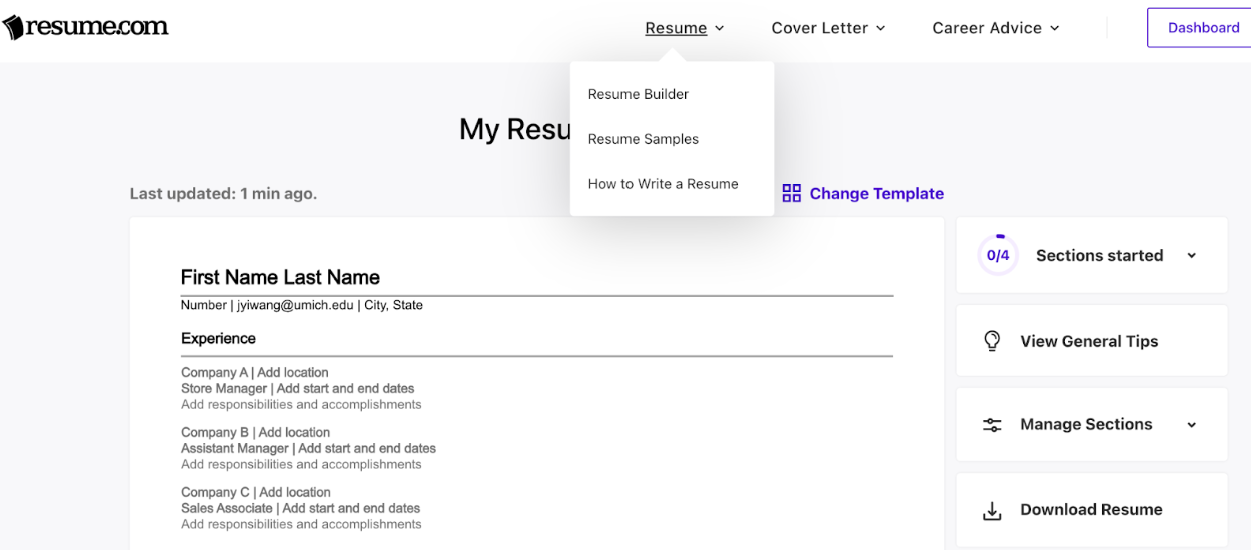 resume.com
Resume
Cover Letter
Career Advice
Dashboard
Resume Builder
Resume Samples
How to Write a Resume
My Resu
Last updated: 1 min ago.
Change Template
First Name Last Name
Number | jyiwang@umich.edu | City, State
Experience
Company A | Add location
Store Manager | Add start and end dates
Add responsibilities and accomplishments
Company B | Add location
Assistant Manager | Add start and end dates
Add responsibilities and accomplishments
Company C | Add location
Sales Associate | Add start and end dates
Add responsibilities and accomplishments
0/4
Sections started
View General Tips
Manage Sections
Download Resume